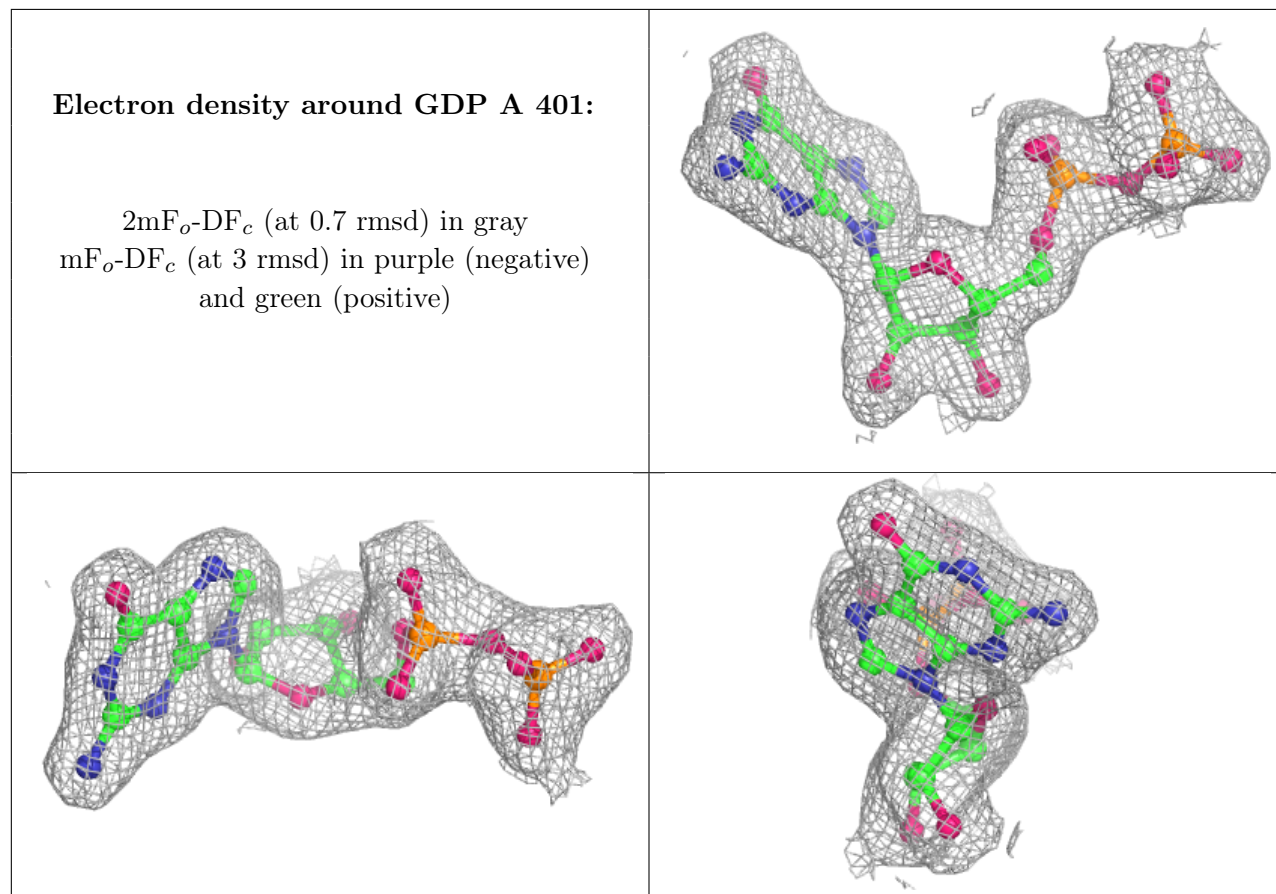 Electron density around GDP A 401:
2mFo-DFc (at 0.7 rmsd) in gray
mFo-DFc (at 3 rmsd) in purple (negative)
and green (positive)